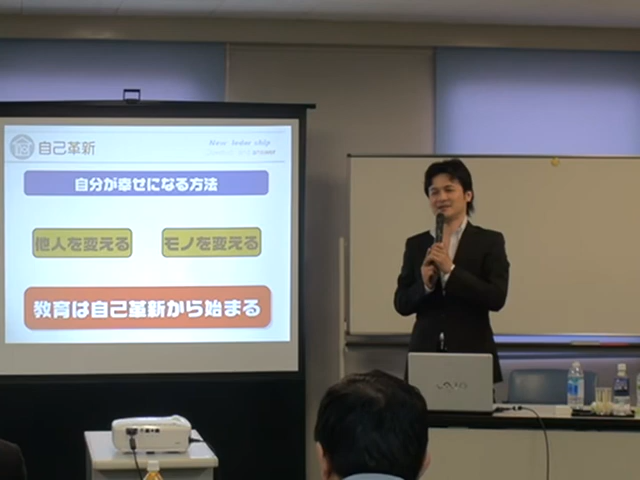 自己革新
自分が幸せになる方法
他人を変える
モノを変える
教育は自己革新から始まる
VAIO